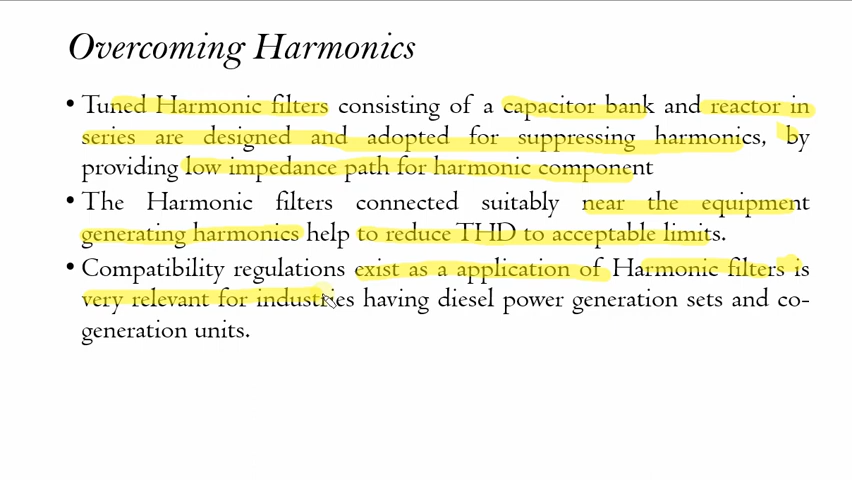 Overcoming Harmonics
• Tuned Harmonic filters consisting of a capacitor bank and reactor in
series are designed and adopted for suppressing harmonics, by
providing low impedance path for harmonic component
• The Harmonic filters connected suitably near the equipment
generating harmonics help to reduce THD to acceptable limits.
• Compatibility regulations exist as a application of Harmonic filters is
very relevant for industries having diesel power generation sets and co-
generation units.